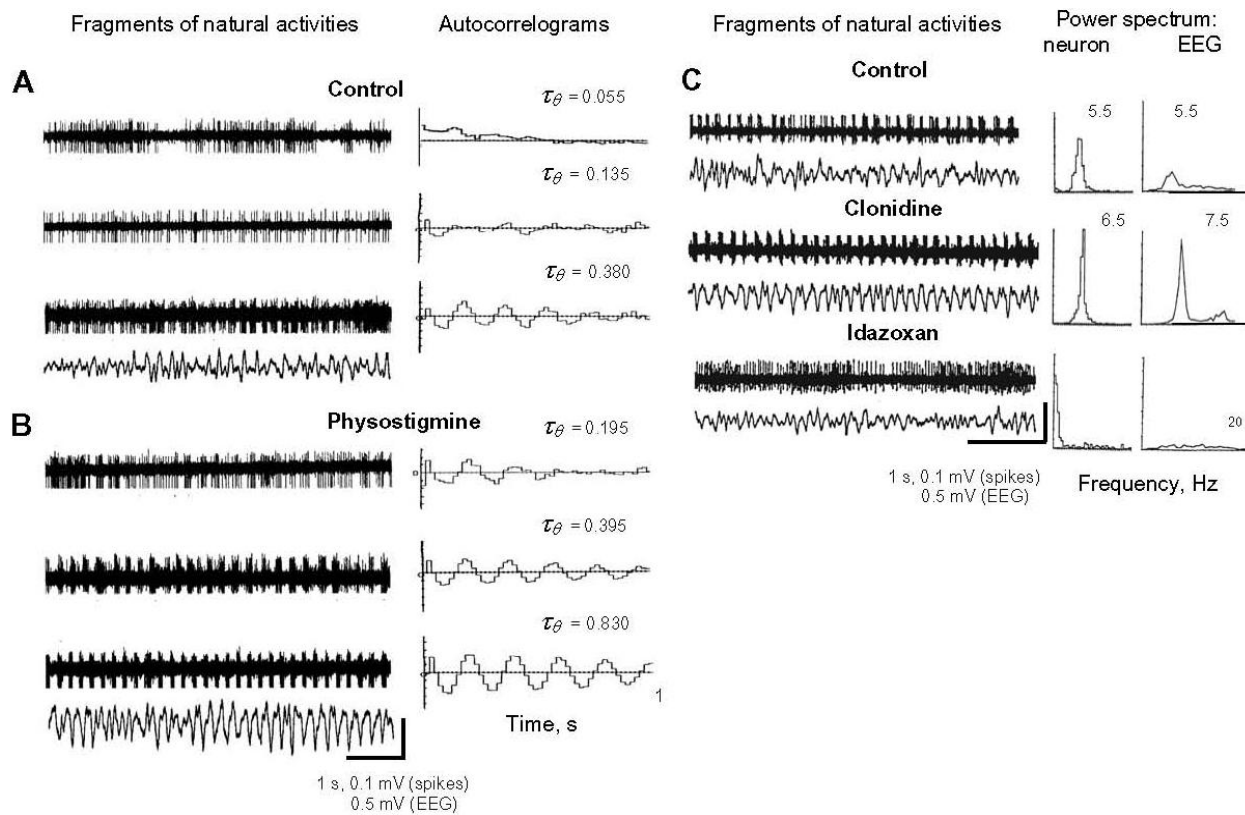 Fragments of natural activities
Autocorrelograms
A
Control
τθ = 0.055
τθ = 0.135
τθ = 0.380
B
Physostigmine
τθ = 0.195
τθ = 0.395
τθ = 0.830
1
Time, s
1 s, 0.1 mV (spikes)
0.5 mV (EEG)
Fragments of natural activities
Power spectrum:
neuron EEG
C
Control
5.5 5.5
Clonidine
6.5 7.5
Idazoxan
20
1 s, 0.1 mV (spikes)
0.5 mV (EEG)
Frequency, Hz